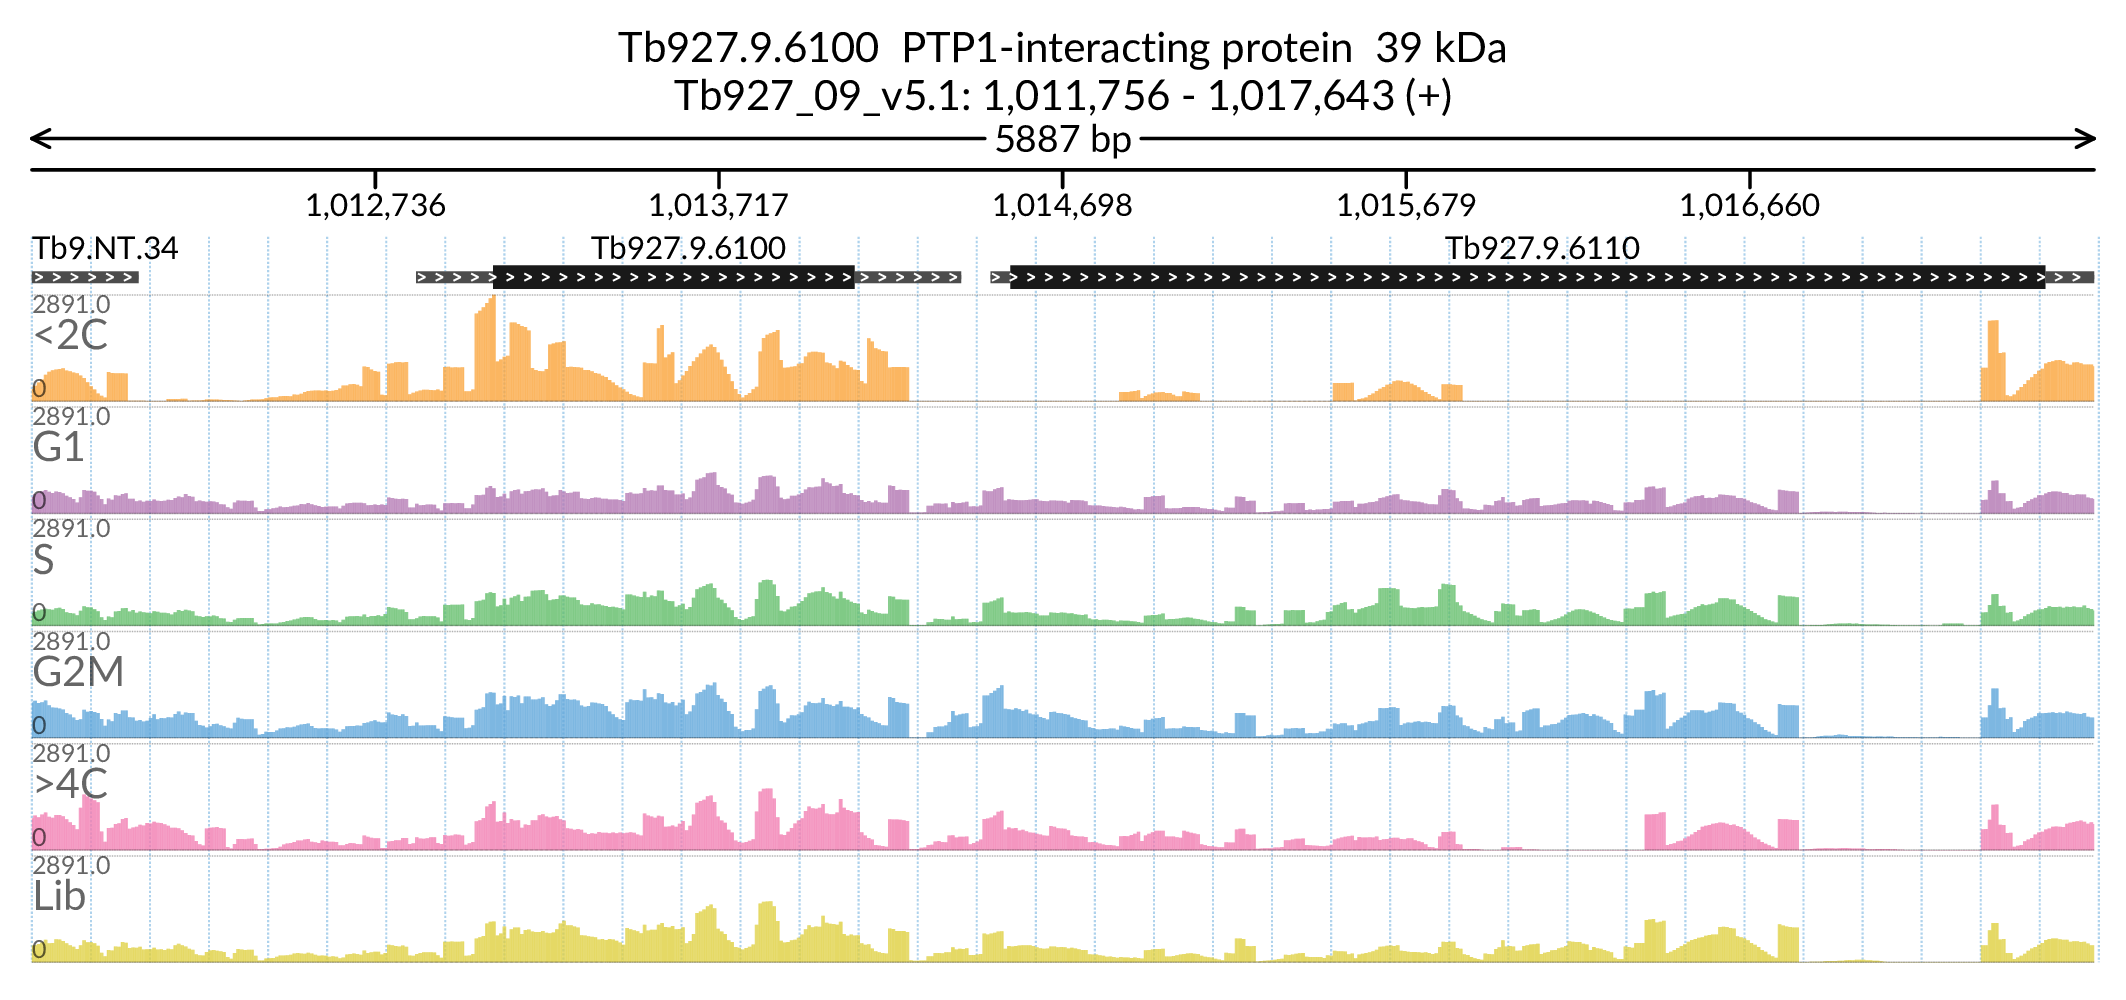 Tb927.9.6100  PTP1-interacting protein  39 kDa
Tb927_09_v5.1: 1,011,756 - 1,017,643 (+)
5887 bp
1,012,736 1,013,717 1,014,698 1,015,679 1,016,660
Tb9.NT.34 Tb927.9.6100 Tb927.9.6110
2891.0
<2C
0
2891.0
G1
0
2891.0
S
0
2891.0
G2M
0
2891.0
>4C
0
2891.0
Lib
0